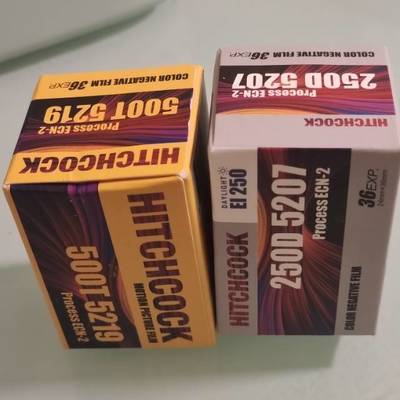 COLOR NEGATIVE FILM 36EXP.
500T 5219
Process ECN-2
HITCHCOCK
HITCHCOCK
MOTION PICTURE FILM
500T 5219
Process ECN-2
COLOR NEGATIVE FILM 36EXP.
250D 5207
Process ECN-2
HITCHCOCK
HITCHCOCK
DAYLIGHT EI 250
250D 5207
Process ECN-2
36EXP.
24mm×36mm
COLOR NEGATIVE FILM